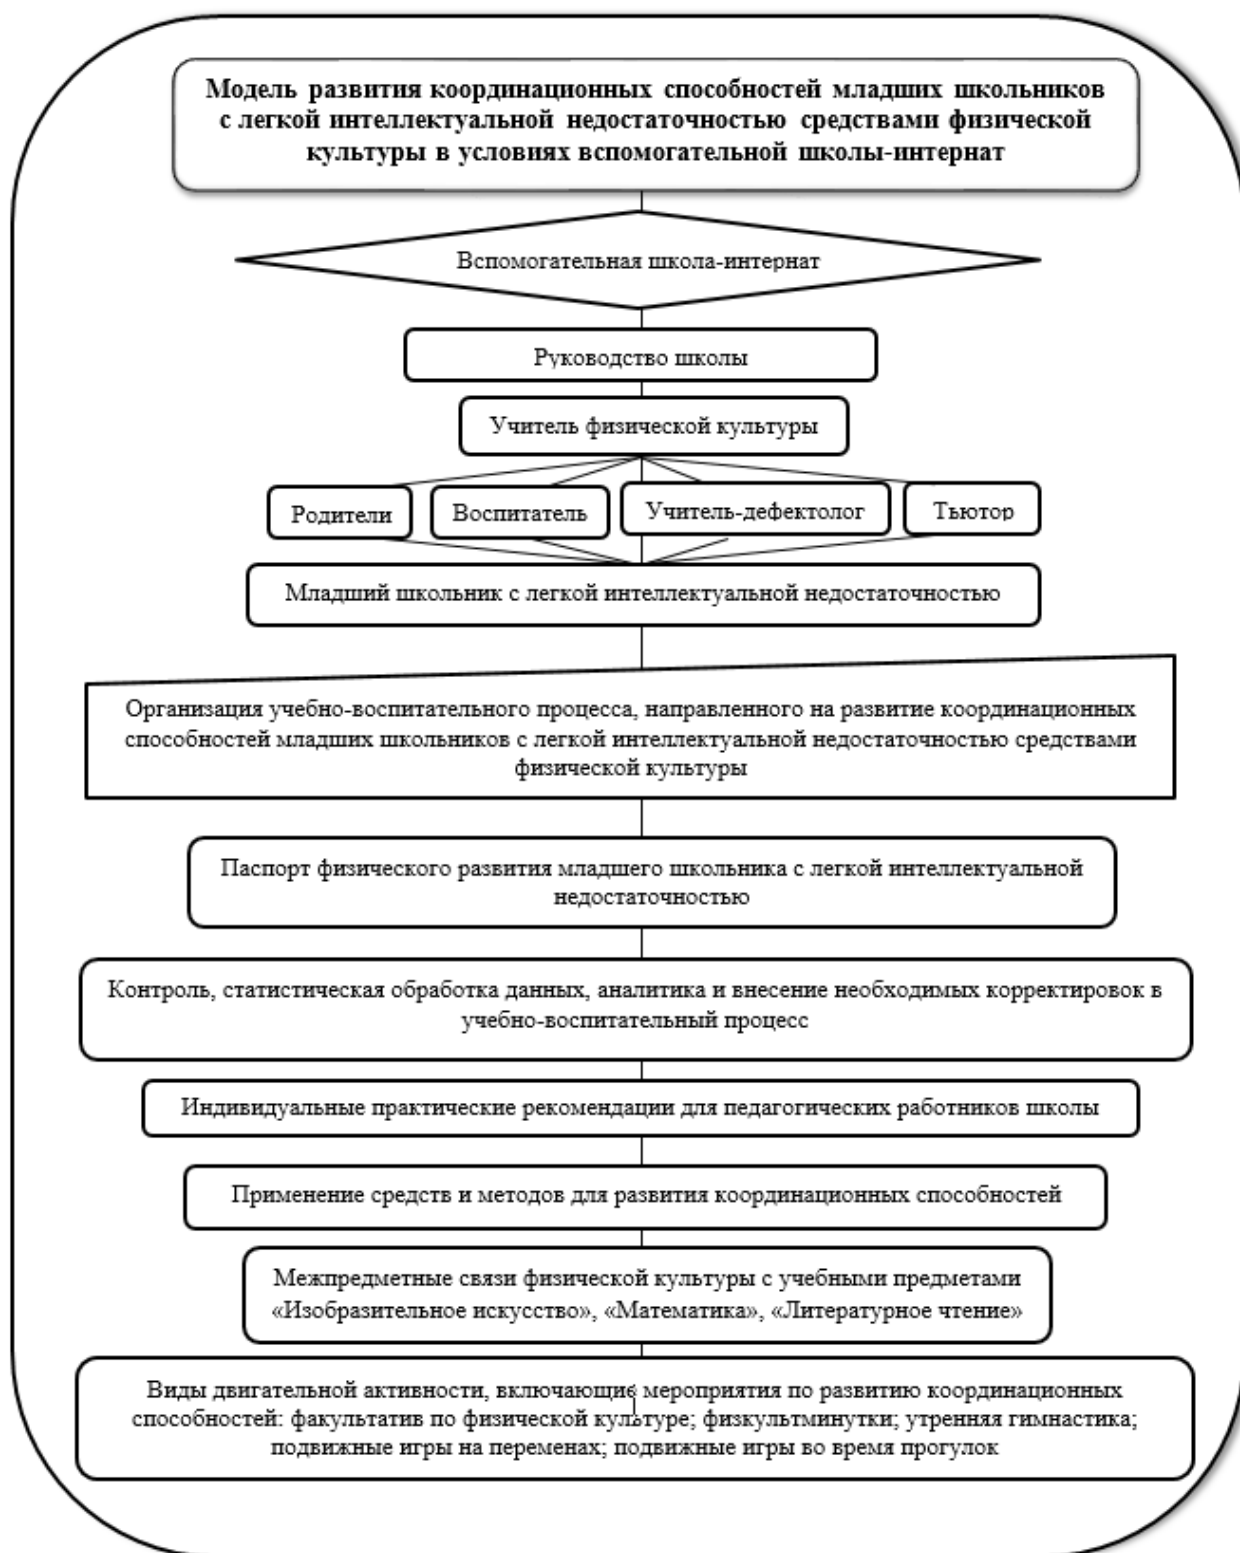 Модель развития координационных способностей младших школьников
с легкой интеллектуальной недостаточностью средствами физической
культуры в условиях вспомогательной школы-интернат
Вспомогательная школа-интернат
Руководство школы
Учитель физической культуры
Родители
Воспитатель
Учитель-дефектолог
Тьютор
Младший школьник с легкой интеллектуальной недостаточностью
Организация учебно-воспитательного процесса, направленного на развитие координационных
способностей младших школьников с легкой интеллектуальной недостаточностью средствами
физической культуры
Паспорт физического развития младшего школьника с легкой интеллектуальной
недостаточностью
Контроль, статистическая обработка данных, аналитика и внесение необходимых корректировок в
учебно-воспитательный процесс
Индивидуальные практические рекомендации для педагогических работников школы
Применение средств и методов для развития координационных способностей
Межпредметные связи физической культуры с учебными предметами
«Изобразительное искусство», «Математика», «Литературное чтение»
Виды двигательной активности, включающие мероприятия по развитию координационных
способностей: факультатив по физической культуре; физкультминутки; утренняя гимнастика;
подвижные игры на переменах; подвижные игры во время прогулок